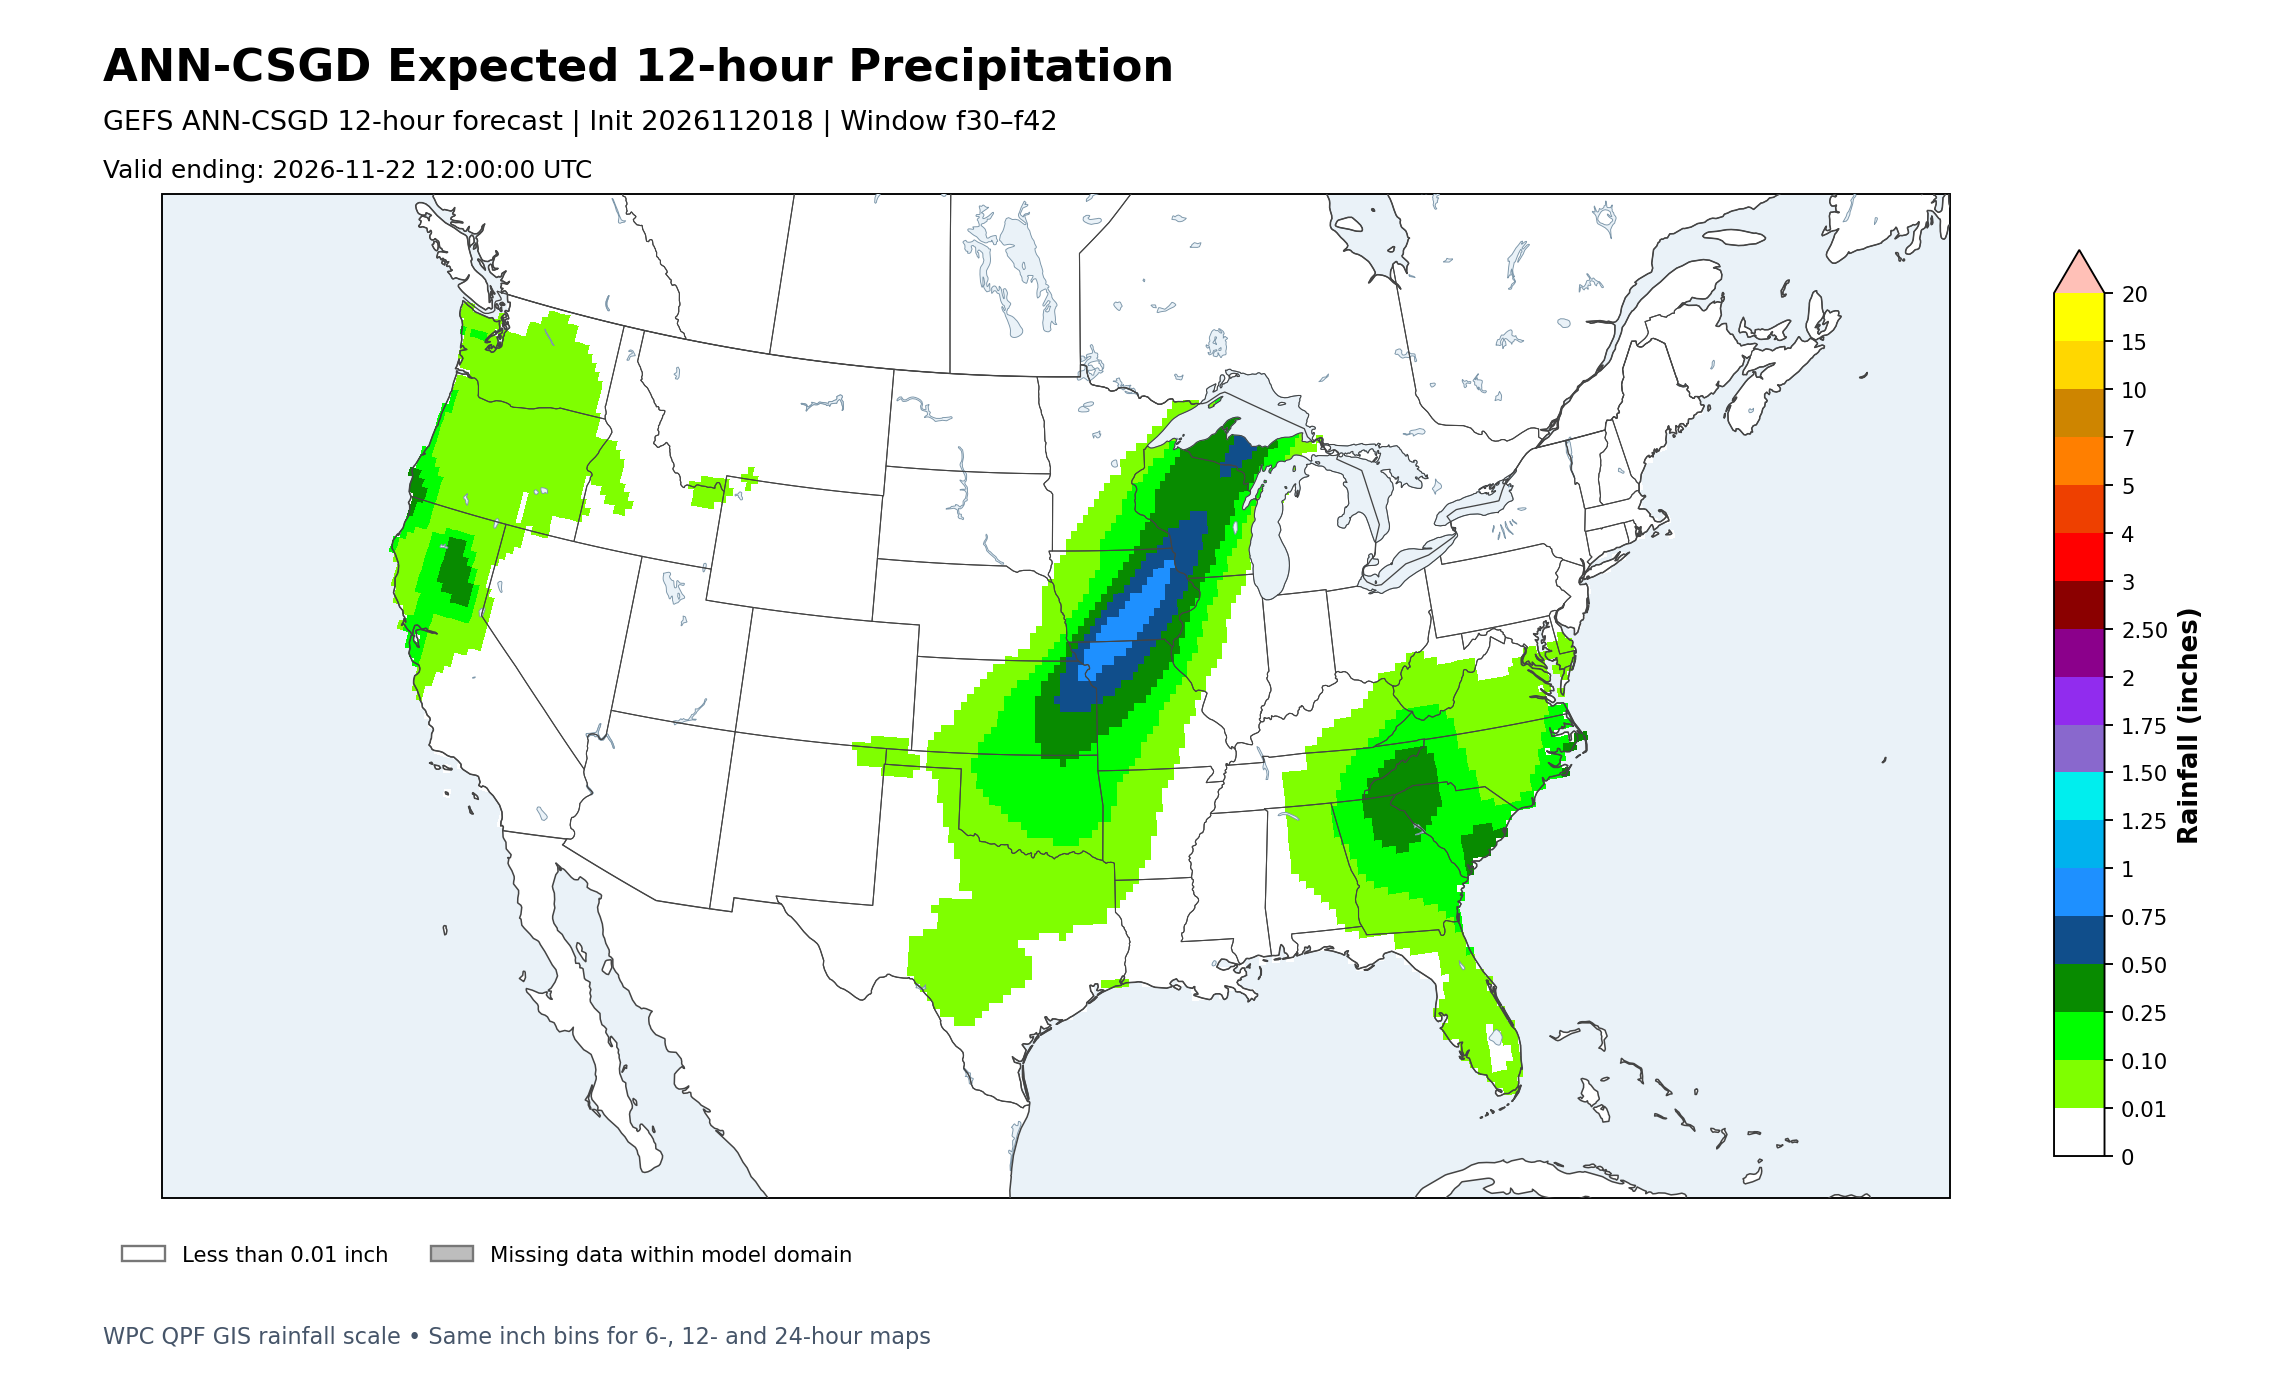 ANN-CSGD Expected 12-hour Precipitation
GEFS ANN-CSGD 12-hour forecast | Init 2026112018 | Window f30–f42
Valid ending: 2026-11-22 12:00:00 UTC
20
15
10
7
5
4
3
2.50
2
1.75
1.50
1.25
1
0.75
0.50
0.25
0.10
0.01
0
Rainfall (inches)
Less than 0.01 inch
Missing data within model domain
WPC QPF GIS rainfall scale • Same inch bins for 6-, 12- and 24-hour maps